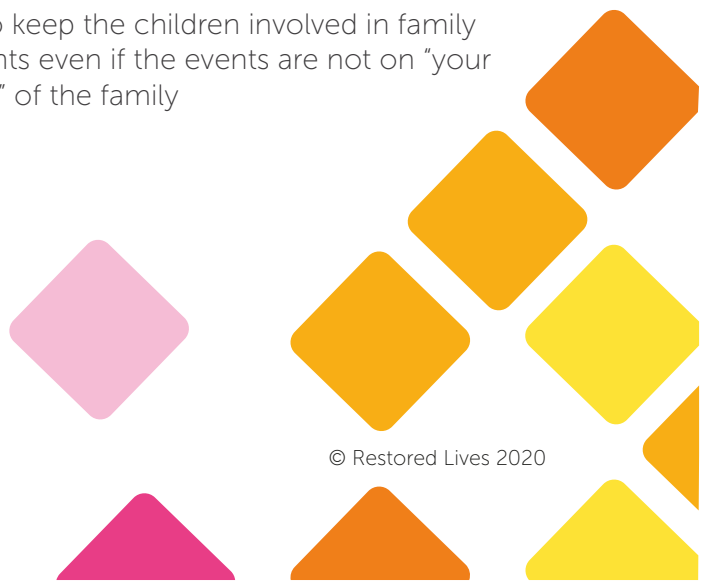 o keep the children involved in family
nts even if the events are not on “your
” of the family
© Restored Lives 2020